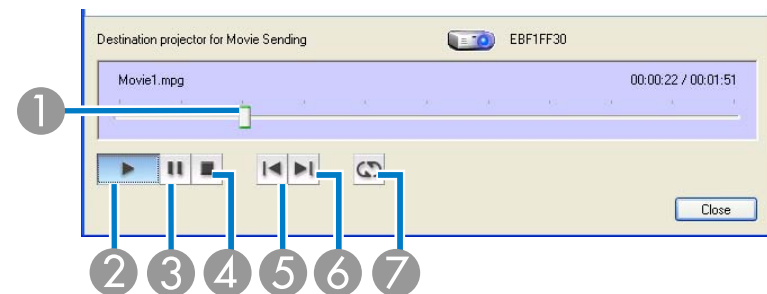 Destination projector for Movie Sending EBF1FF30
Movie1.mpg 00:00:22 / 00:01:51
1
Close
2 3 4 5 6 7